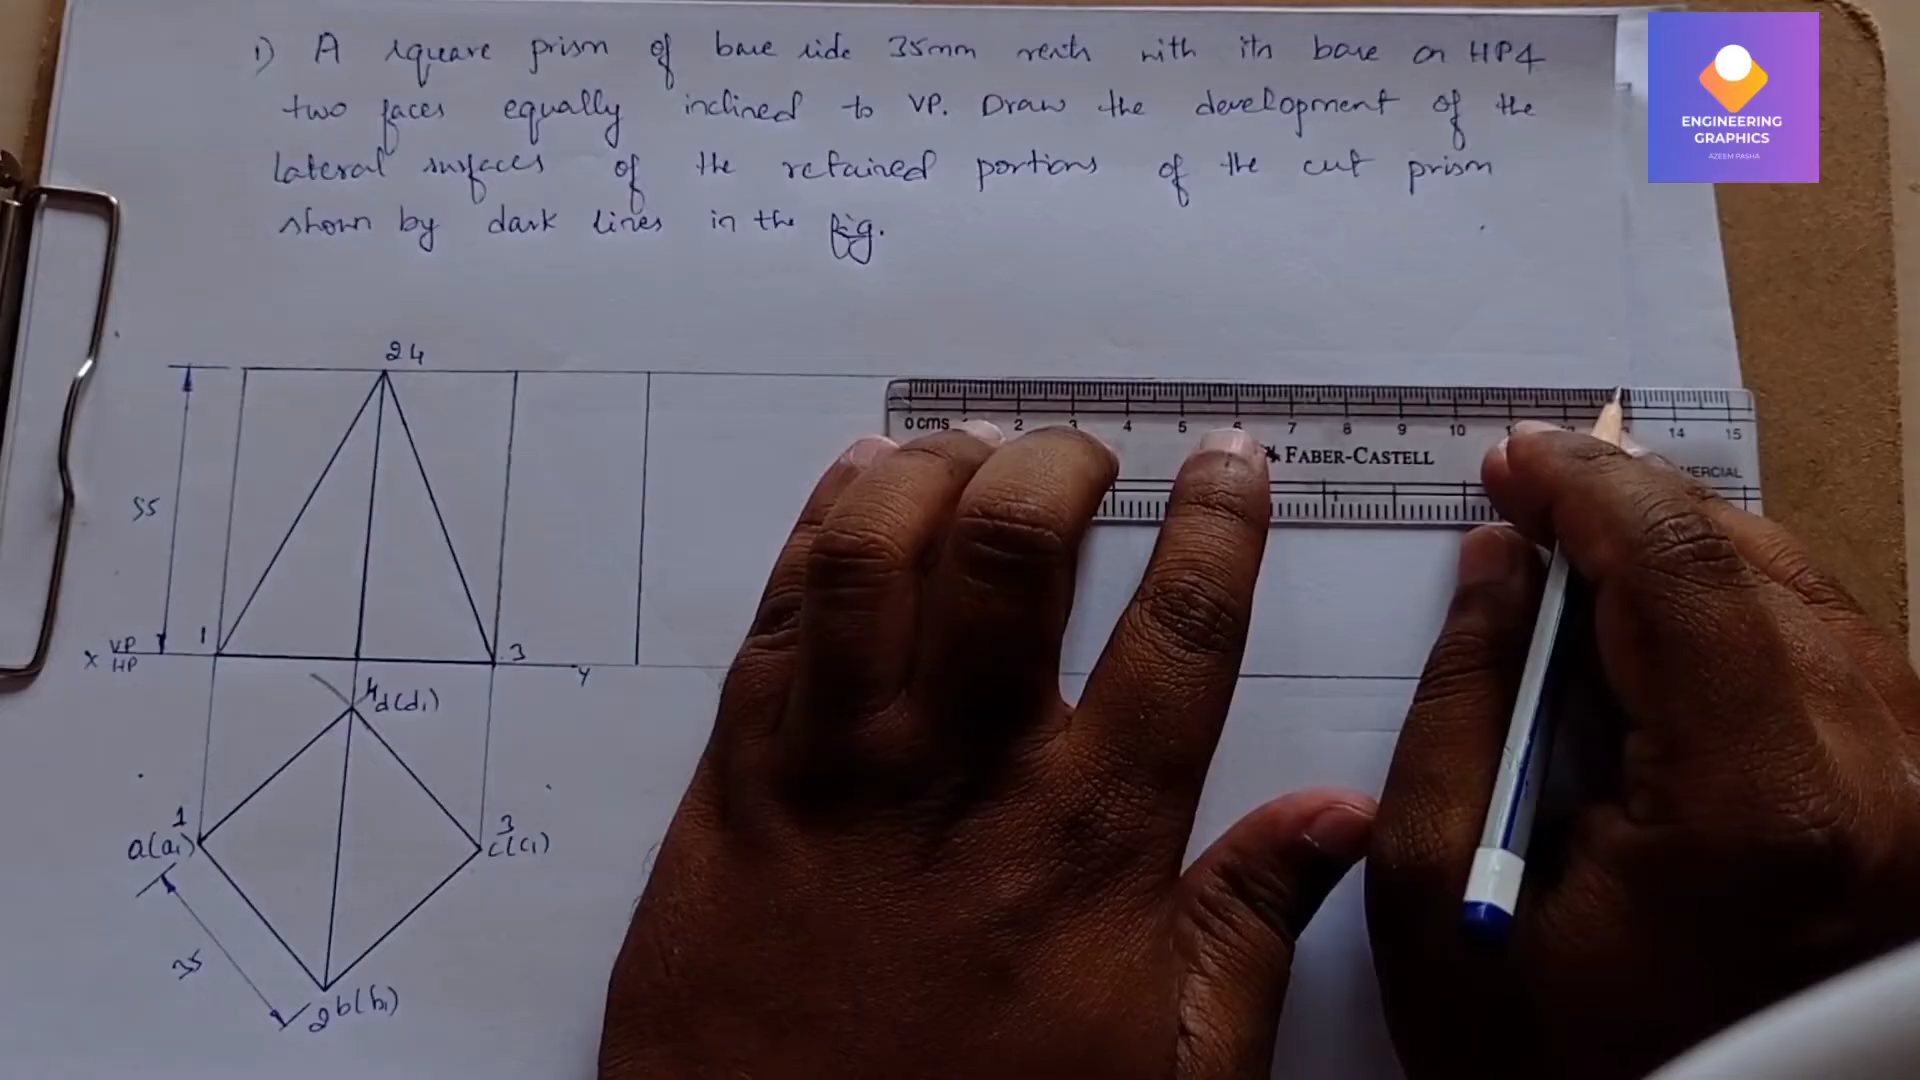 1) A square prism of base side 35mm rests with its base on HP &
two faces equally inclined to VP. Draw the development of the
lateral surfaces of the retained portions of the cut prism
shown by dark lines in the fig.
ENGINEERING
GRAPHICS
AZEEM PASHA
2 4
0 cms 2 3 4 5 6 7 8 9 10 14 15
FABER-CASTELL
55
1
X VP
HP
3
Y
4 d(d₁)
1
a(a₁)
3
c(c₁)
35
2 b(b₁)